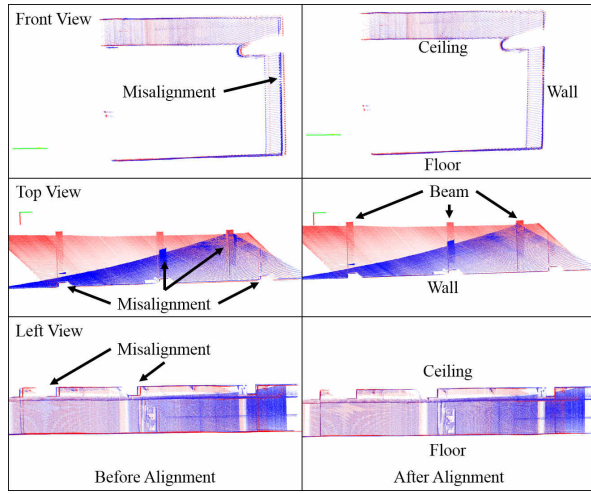 Front View
Misalignment
Ceiling
Wall
Floor
Top View
Misalignment
Beam
Wall
Left View
Misalignment
Before Alignment
Ceiling
Floor
After Alignment